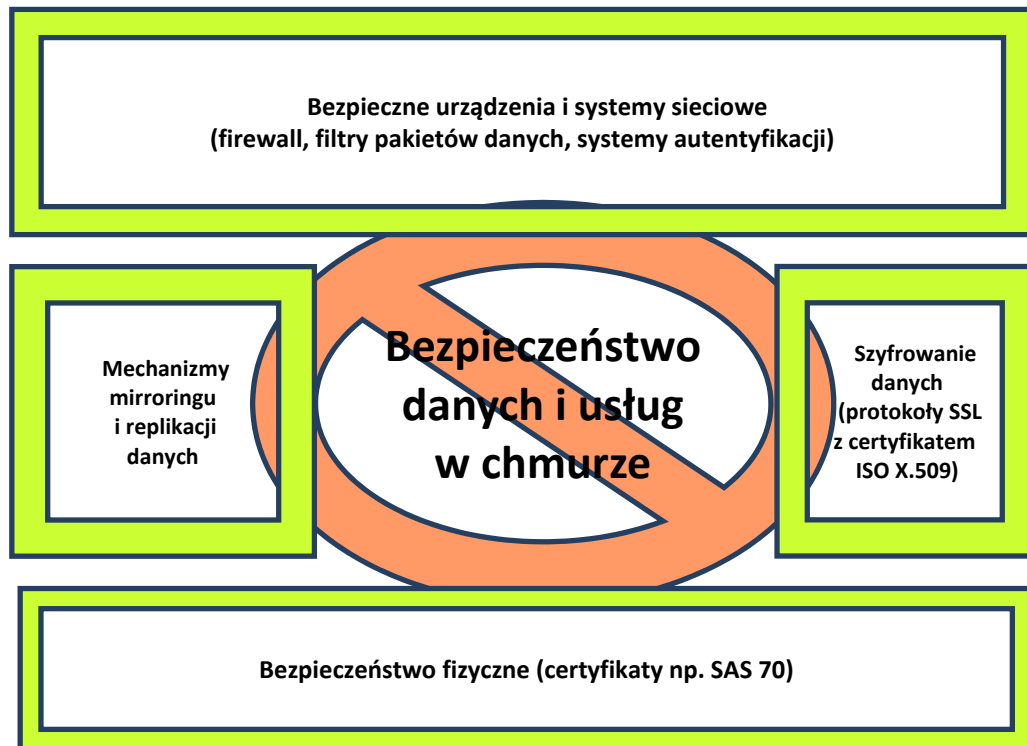 Bezpieczne urządzenia i systemy sieciowe
(firewall, filtry pakietów danych, systemy autentyfikacji)
Mechanizmy
mirroringu
i replikacji
danych
Bezpieczeństwo
danych i usług
w chmurze
Szyfrowanie
danych
(protokoły SSL
z certyfikatem
ISO X.509)
Bezpieczeństwo fizyczne (certyfikaty np. SAS 70)